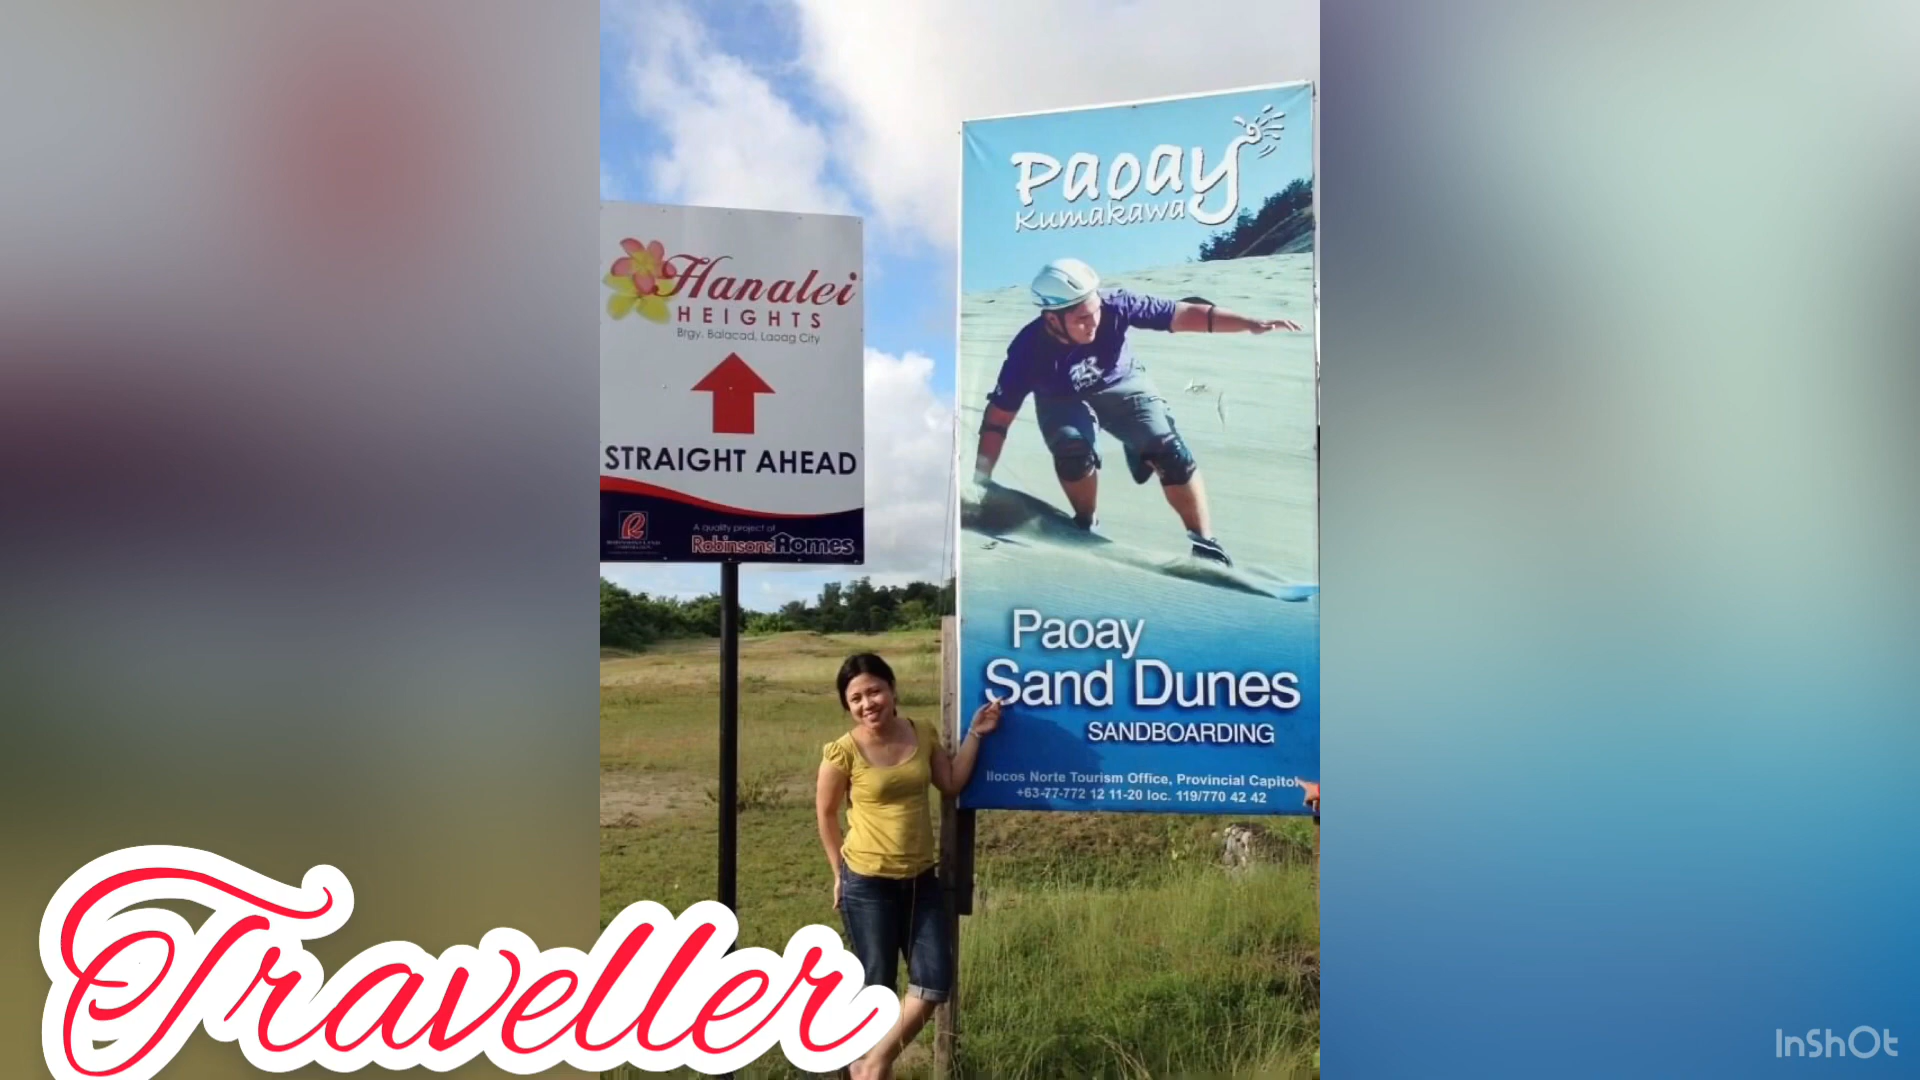 Paoay
Kumakawa
Hanalei
HEIGHTS
Brgy. Balacad, Laoag City
STRAIGHT AHEAD
A quality project of
RobinsonsHomes
Paoay
Sand Dunes
SANDBOARDING
Ilocos Norte Tourism Office, Provincial Capitol
+63-77-772 12 11-20 loc. 119/770 42 42
Traveller
InShOt